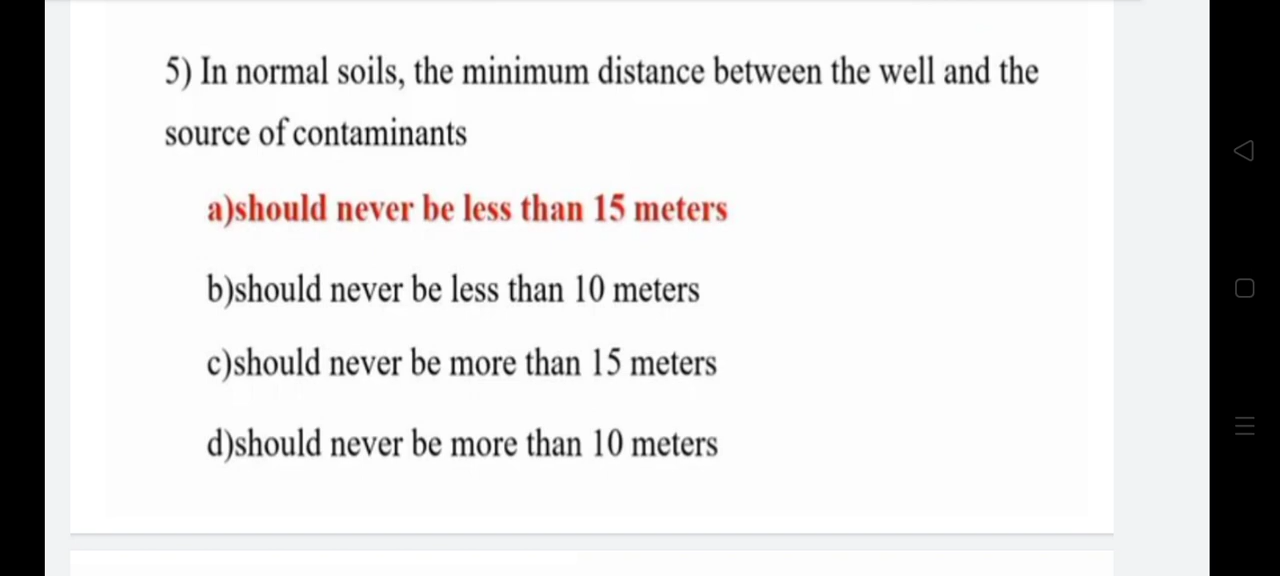 5) In normal soils, the minimum distance between the well and the
source of contaminants
a)should never be less than 15 meters
b)should never be less than 10 meters
c)should never be more than 15 meters
d)should never be more than 10 meters